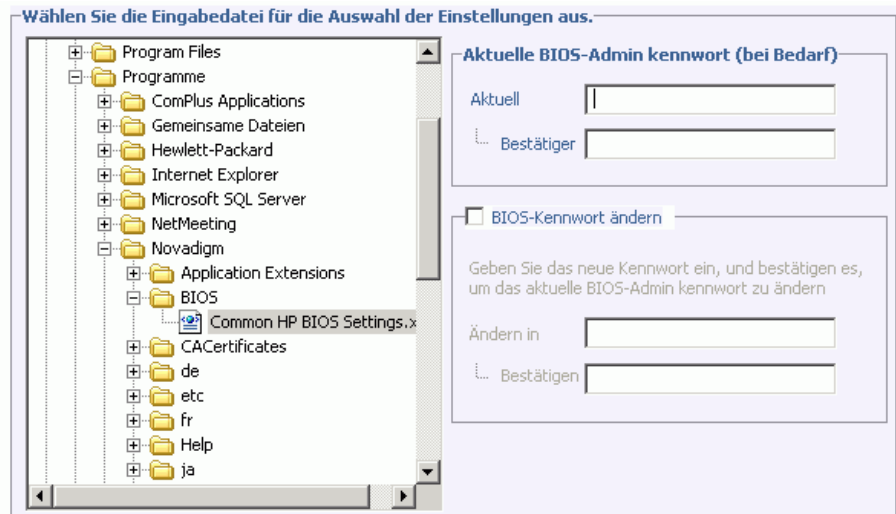 Wählen Sie die Eingabedatei für die Auswahl der Einstellungen aus.
Program Files
Programme
ComPlus Applications
Gemeinsame Dateien
Hewlett-Packard
Internet Explorer
Microsoft SQL Server
NetMeeting
Novadigm
Application Extensions
BIOS
Common HP BIOS Settings.x
CACertificates
de
etc
fr
Help
ja
Aktuelle BIOS-Admin kennwort (bei Bedarf)
Aktuell
Bestätiger
BIOS-Kennwort ändern
Geben Sie das neue Kennwort ein, und bestätigen es,
um das aktuelle BIOS-Admin kennwort zu ändern
Ändern in
Bestätigen